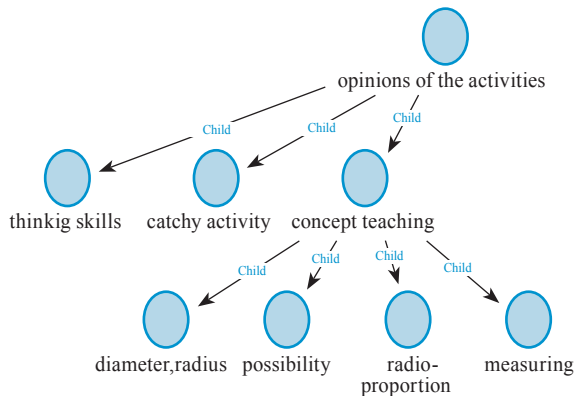 opinions of the activities
Child
Child
Child
thinkig skills
catchy activity
concept teaching
Child
Child
Child
Child
diameter,radius
possibility
radio-
proportion
measuring